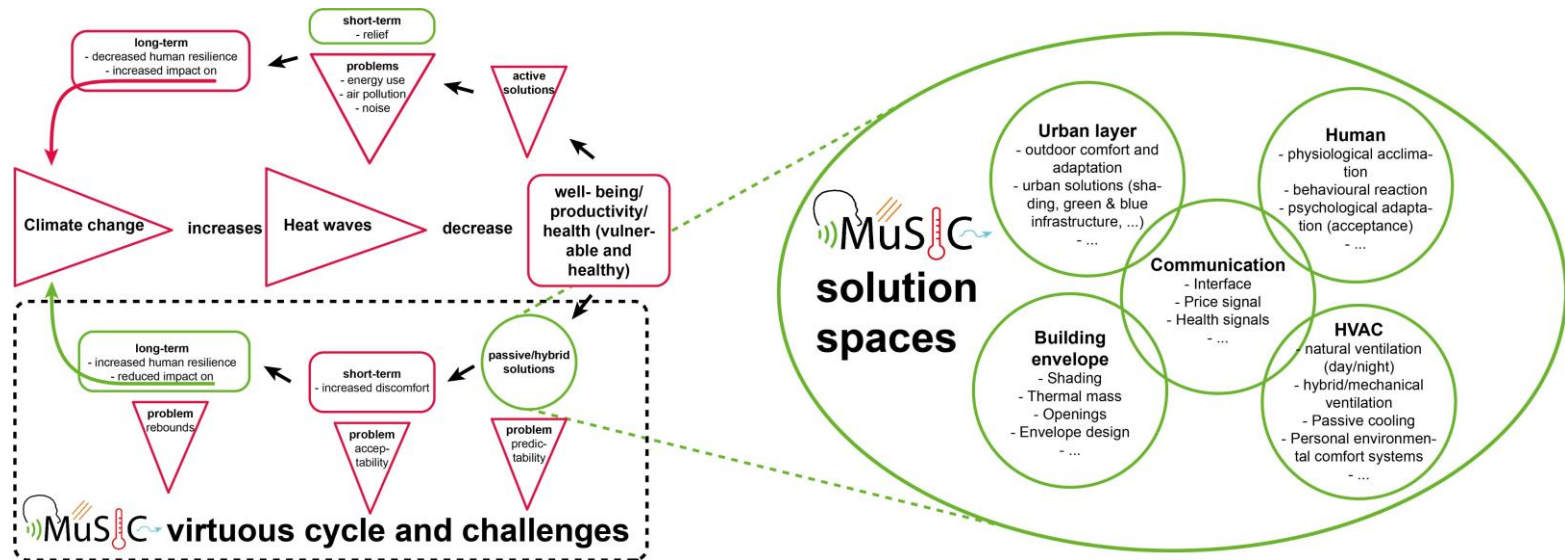 short-term
- relief
long-term
- decreased human resilience
- increased impact on
problems
- energy use
- air pollution
- noise
active
solutions
Climate change
increases
Heat waves
decrease
well- being/
productivity/
health (vulner-
able and
healthy)
long-term
- increased human resilience
- reduced impact on
short-term
- increased discomfort
passive/hybrid
solutions
problem
rebounds
problem
accep-
tability
problem
predic-
tability
MuSIC virtuous cycle and challenges
MuSIC
solution
spaces
Urban layer
- outdoor comfort and
adaptation
- urban solutions (sha-
ding, green & blue
infrastructure, ...)
- ...
Human
- physiological acclima-
tion
- behavioural reaction
- psychological adapta-
tion (acceptance)
- ...
Communication
- Interface
- Price signal
- Health signals
- ...
Building
envelope
- Shading
- Thermal mass
- Openings
- Envelope design
- ...
HVAC
- natural ventilation
(day/night)
- hybrid/mechanical
ventilation
- Passive cooling
- Personal environmen-
tal comfort systems
- ...